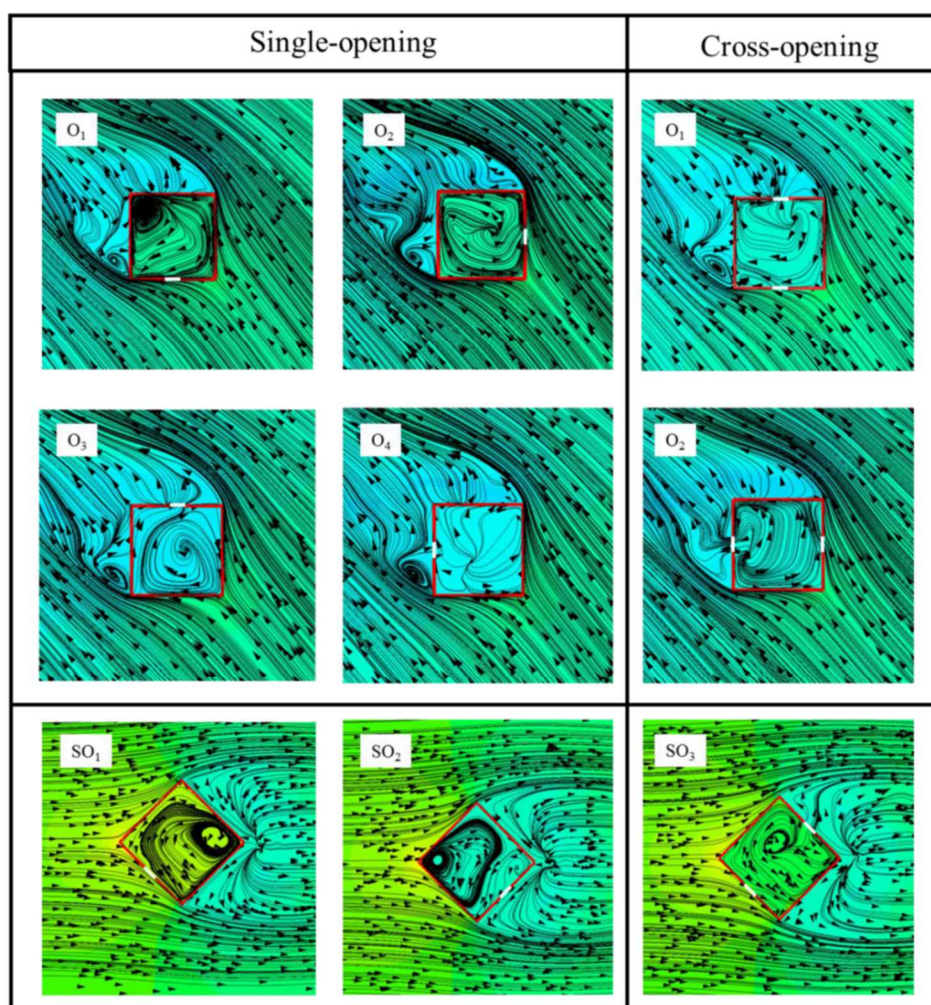 Single-opening Cross-opening
O₁ O₂ O₁
O₃ O₄ O₂
SO₁ SO₂ SO₃